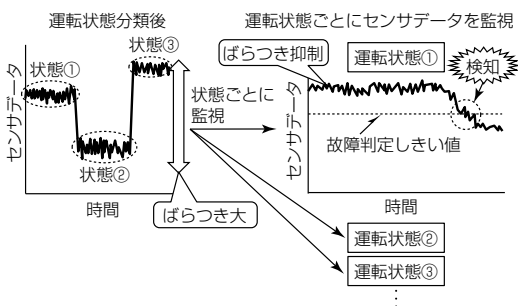 運転状態分類後
状態③
状態①
状態②
センサデータ
時間
ばらつき大
状態ごとに
監視
運転状態ごとにセンサデータを監視
ばらつき抑制
運転状態①
検知
センサデータ
故障判定しきい値
時間
運転状態②
運転状態③
⋮